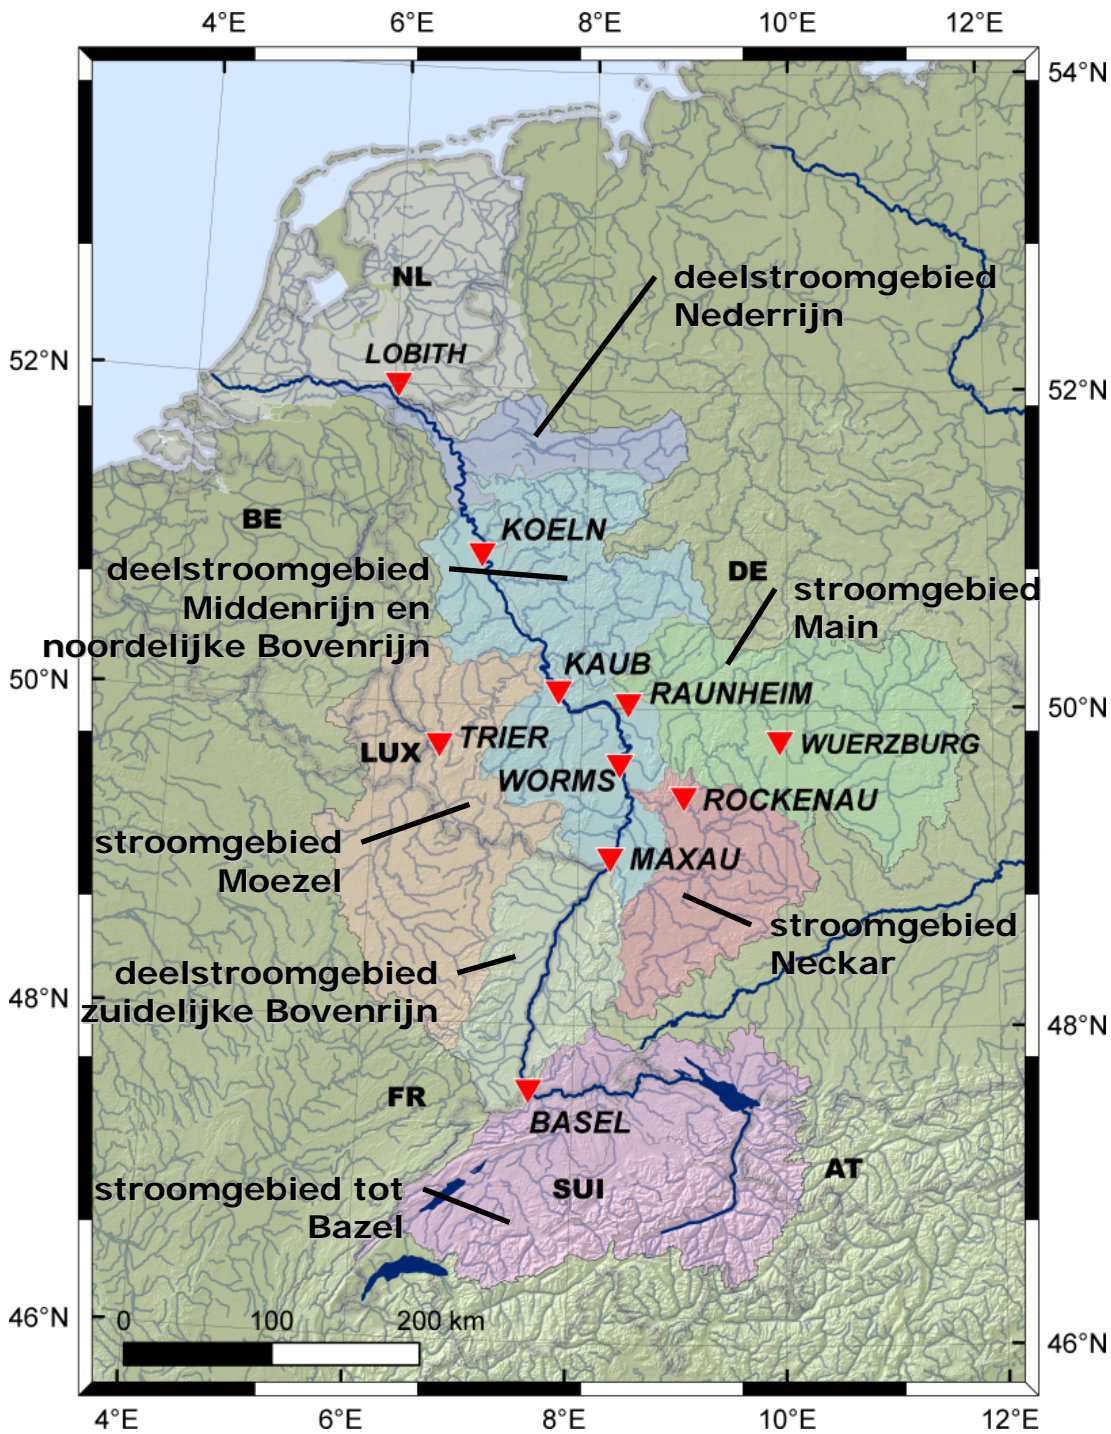 4°E 6°E 8°E 10°E 12°E
54°N
NL
deelstroomgebied
Nederrijn
LOBITH
52°N
52°N
BE
KOELN
DE
deelstroomgebied
Middenrijn en
noordelijke Bovenrijn
stroomgebied
Main
KAUB
50°N
RAUNHEIM
50°N
TRIER
LUX
WUERZBURG
WORMS
ROCKENAU
stroomgebied
Moezel
MAXAU
stroomgebied
Neckar
deelstroomgebied
zuidelijke Bovenrijn
48°N
48°N
FR
BASEL
AT
stroomgebied tot
Bazel
SUI
46°N
0 100 200 km
46°N
4°E 6°E 8°E 10°E 12°E